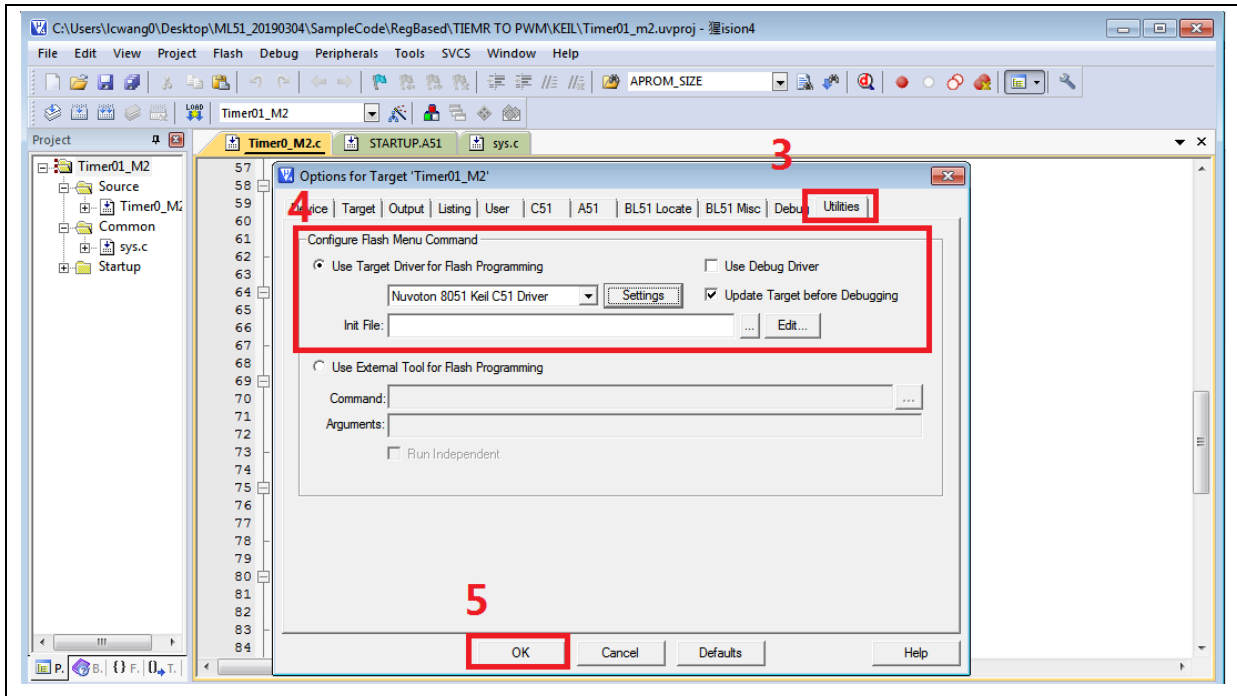 C:\Users\lcwang0\Desktop\ML51_20190304\SampleCode\RegBased\TIEMR TO PWM\KEIL\Timer01_m2.uvproj - 猩ision4
File Edit View Project Flash Debug Peripherals Tools SVCS Window Help
APROM_SIZE
LOAD Timer01_M2
Project
Timer0_M2.c STARTUP.A51 sys.c
3
Timer01_M2
Source
Timer0_M2
Common
sys.c
Startup
57
58
59
60
61
62
63
64
65
66
67
68
69
70
71
72
73
74
75
76
77
78
79
80
81
82
83
84
Options for Target 'Timer01_M2'
4
Device Target Output Listing User C51 A51 BL51 Locate BL51 Misc Debug Utilities
Configure Flash Menu Command
Use Target Driver for Flash Programming Use Debug Driver
Nuvoton 8051 Keil C51 Driver Settings Update Target before Debugging
Init File: ... Edit...
Use External Tool for Flash Programming
Command: ...
Arguments:
Run Independent
5
OK Cancel Defaults Help
P. B. {} F. 0 T.